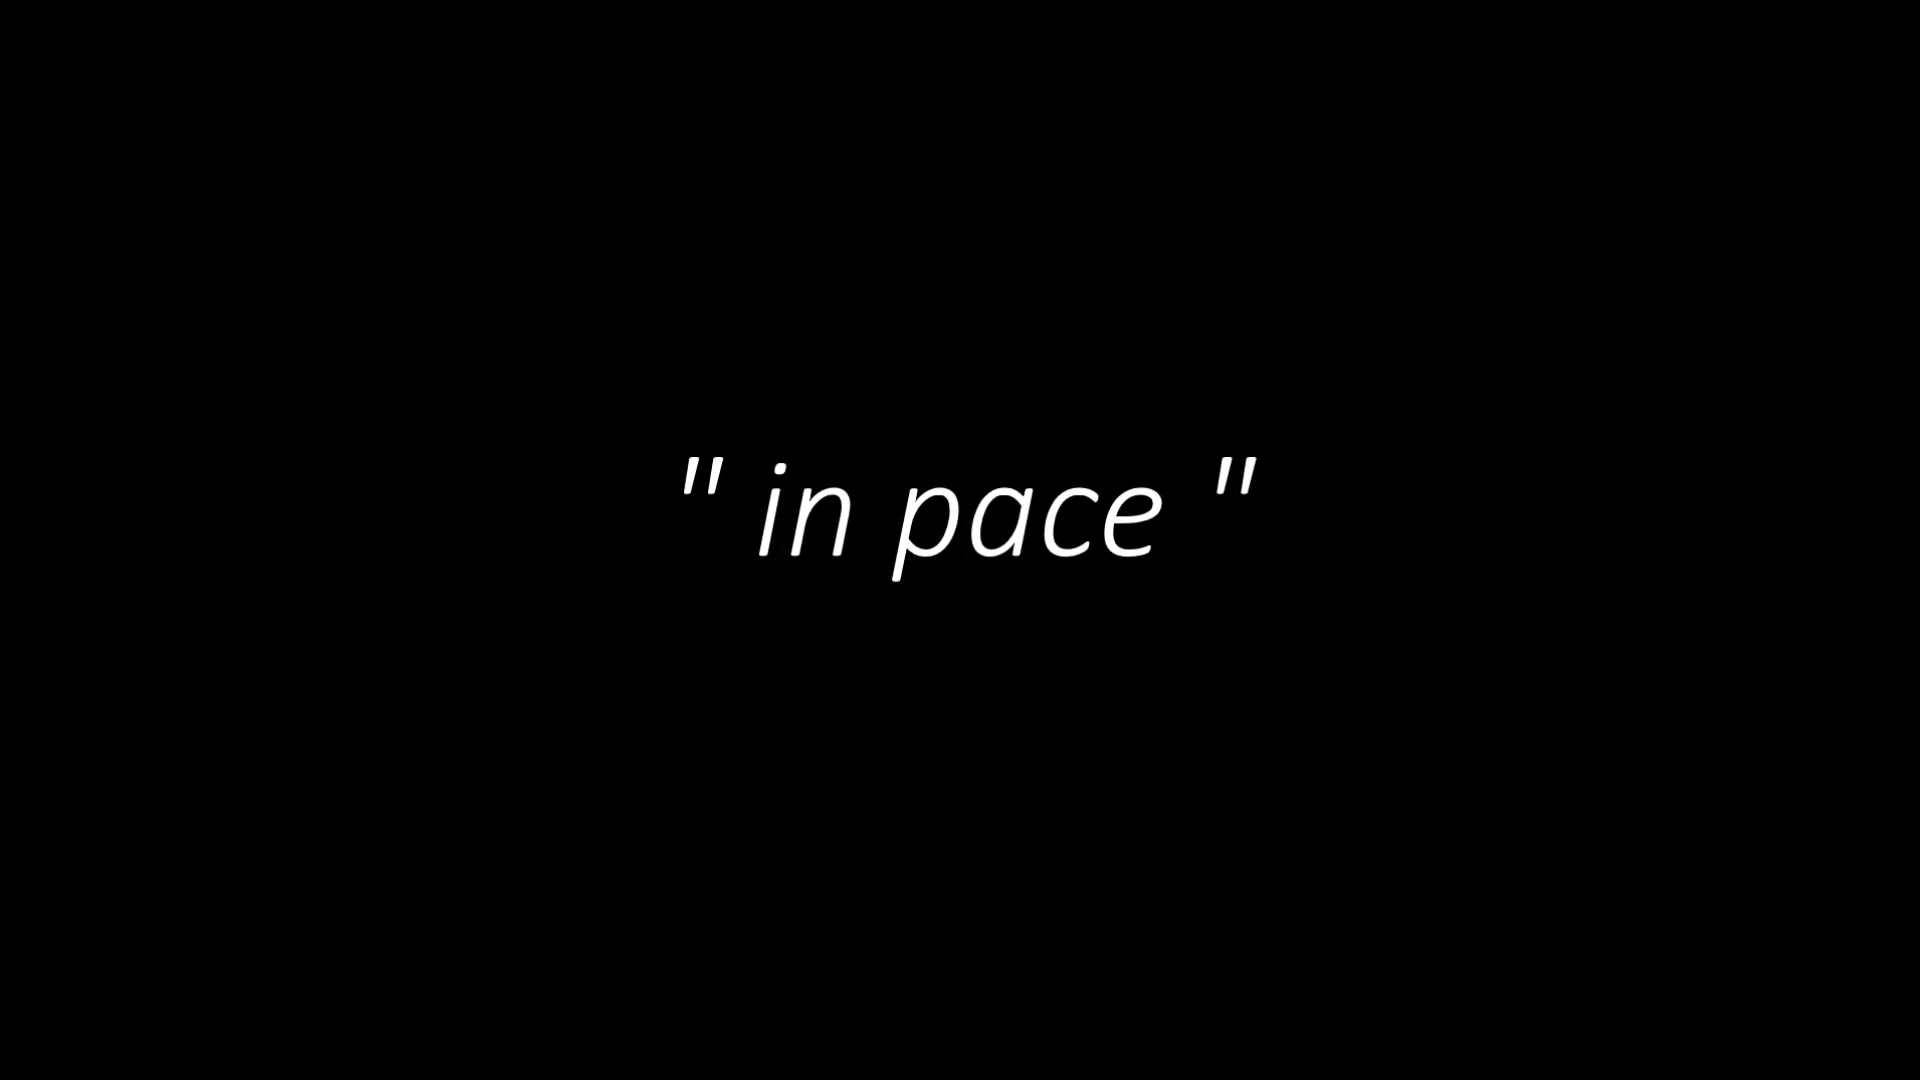 " in pace "